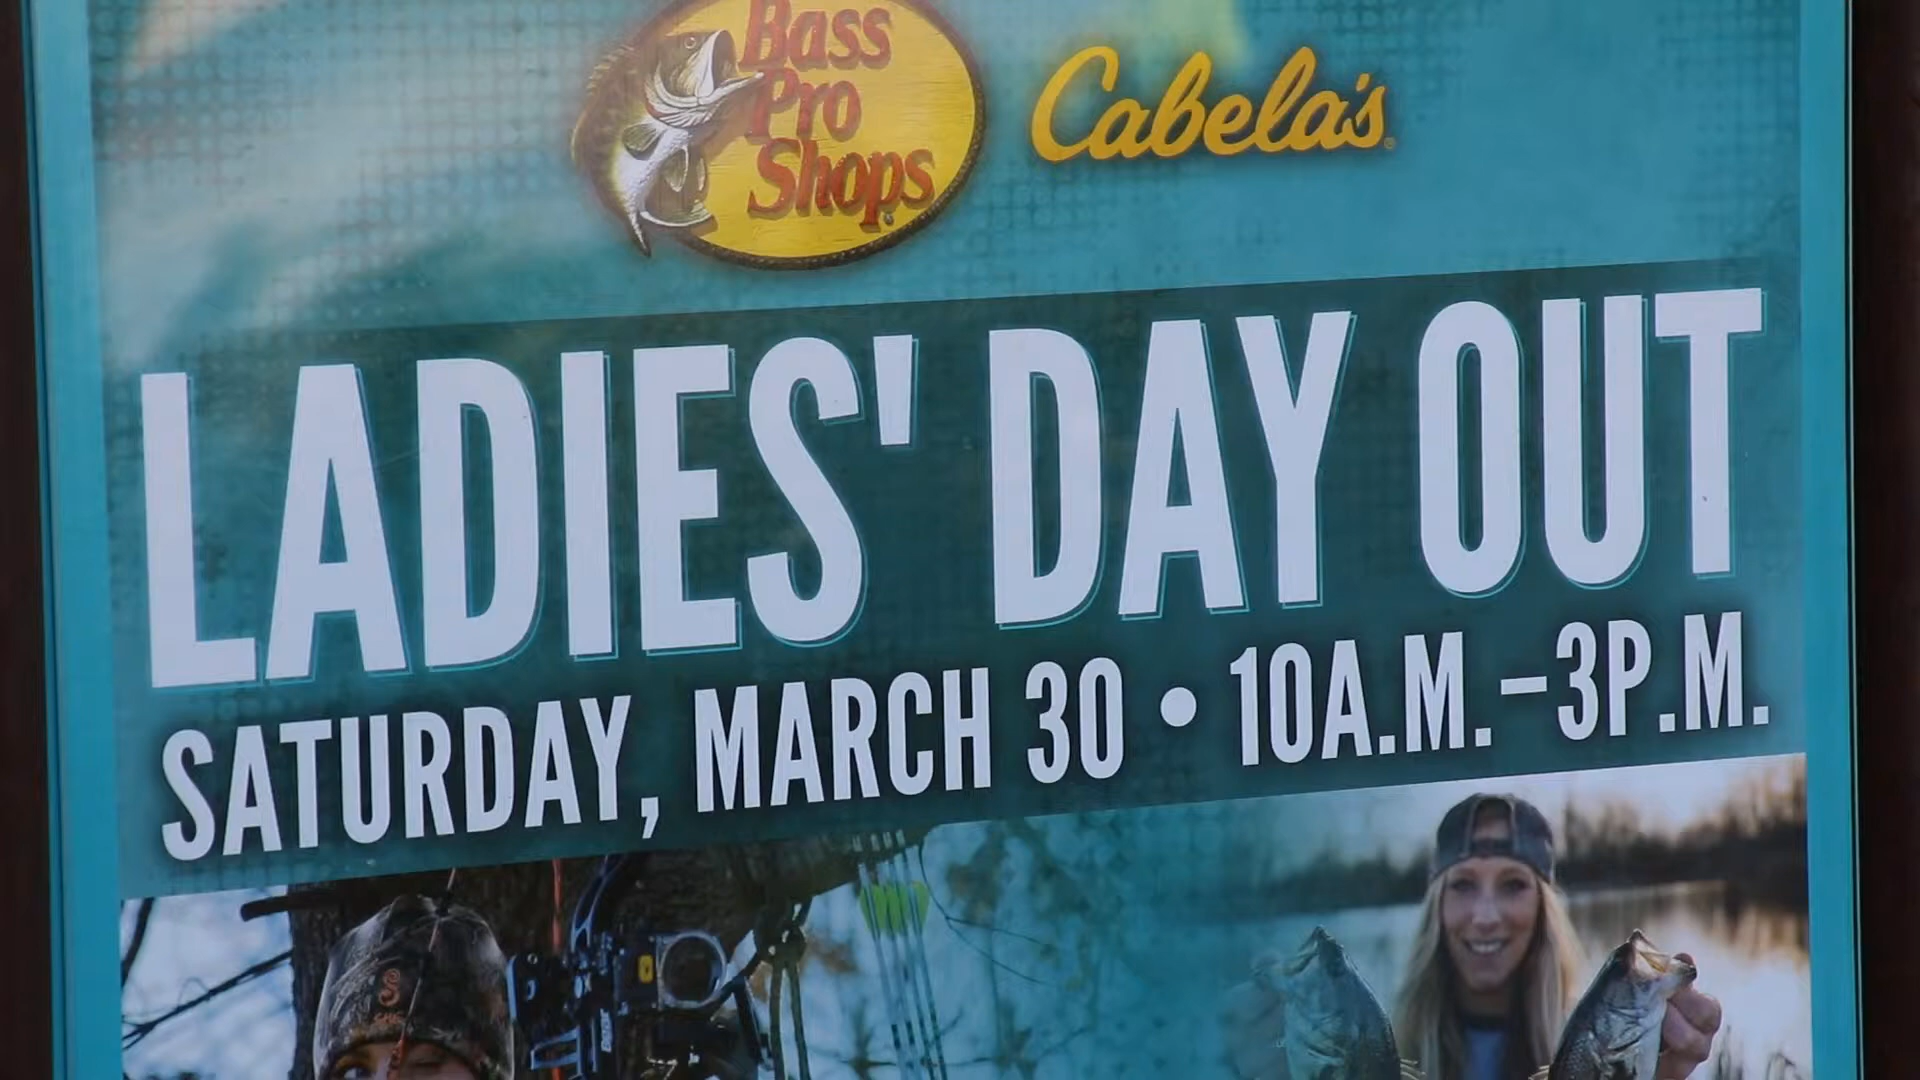 Bass
Pro
Shops
Cabela's
LADIES' DAY OUT
SATURDAY, MARCH 30 • 10A.M.–3P.M.